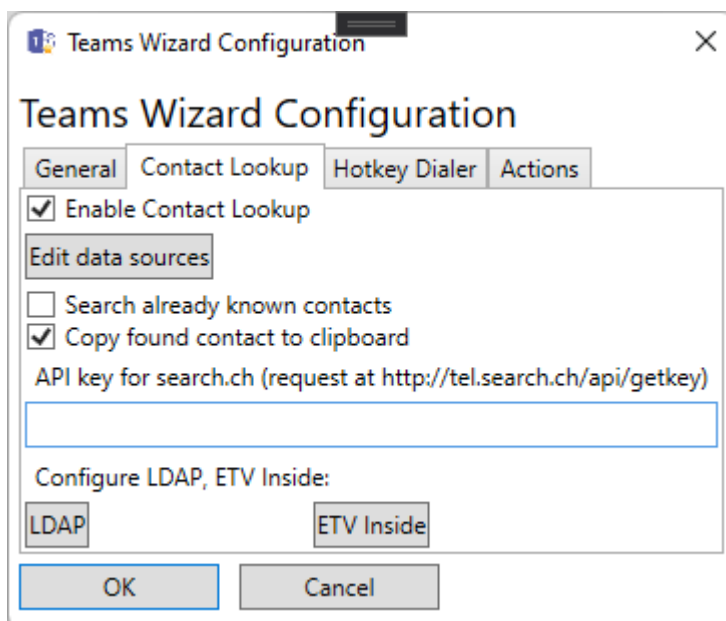 Teams Wizard Configuration
Teams Wizard Configuration
General Contact Lookup Hotkey Dialer Actions
Enable Contact Lookup
Edit data sources
Search already known contacts
Copy found contact to clipboard
API key for search.ch (request at http://tel.search.ch/api/getkey)
Configure LDAP, ETV Inside:
LDAP ETV Inside
OK Cancel